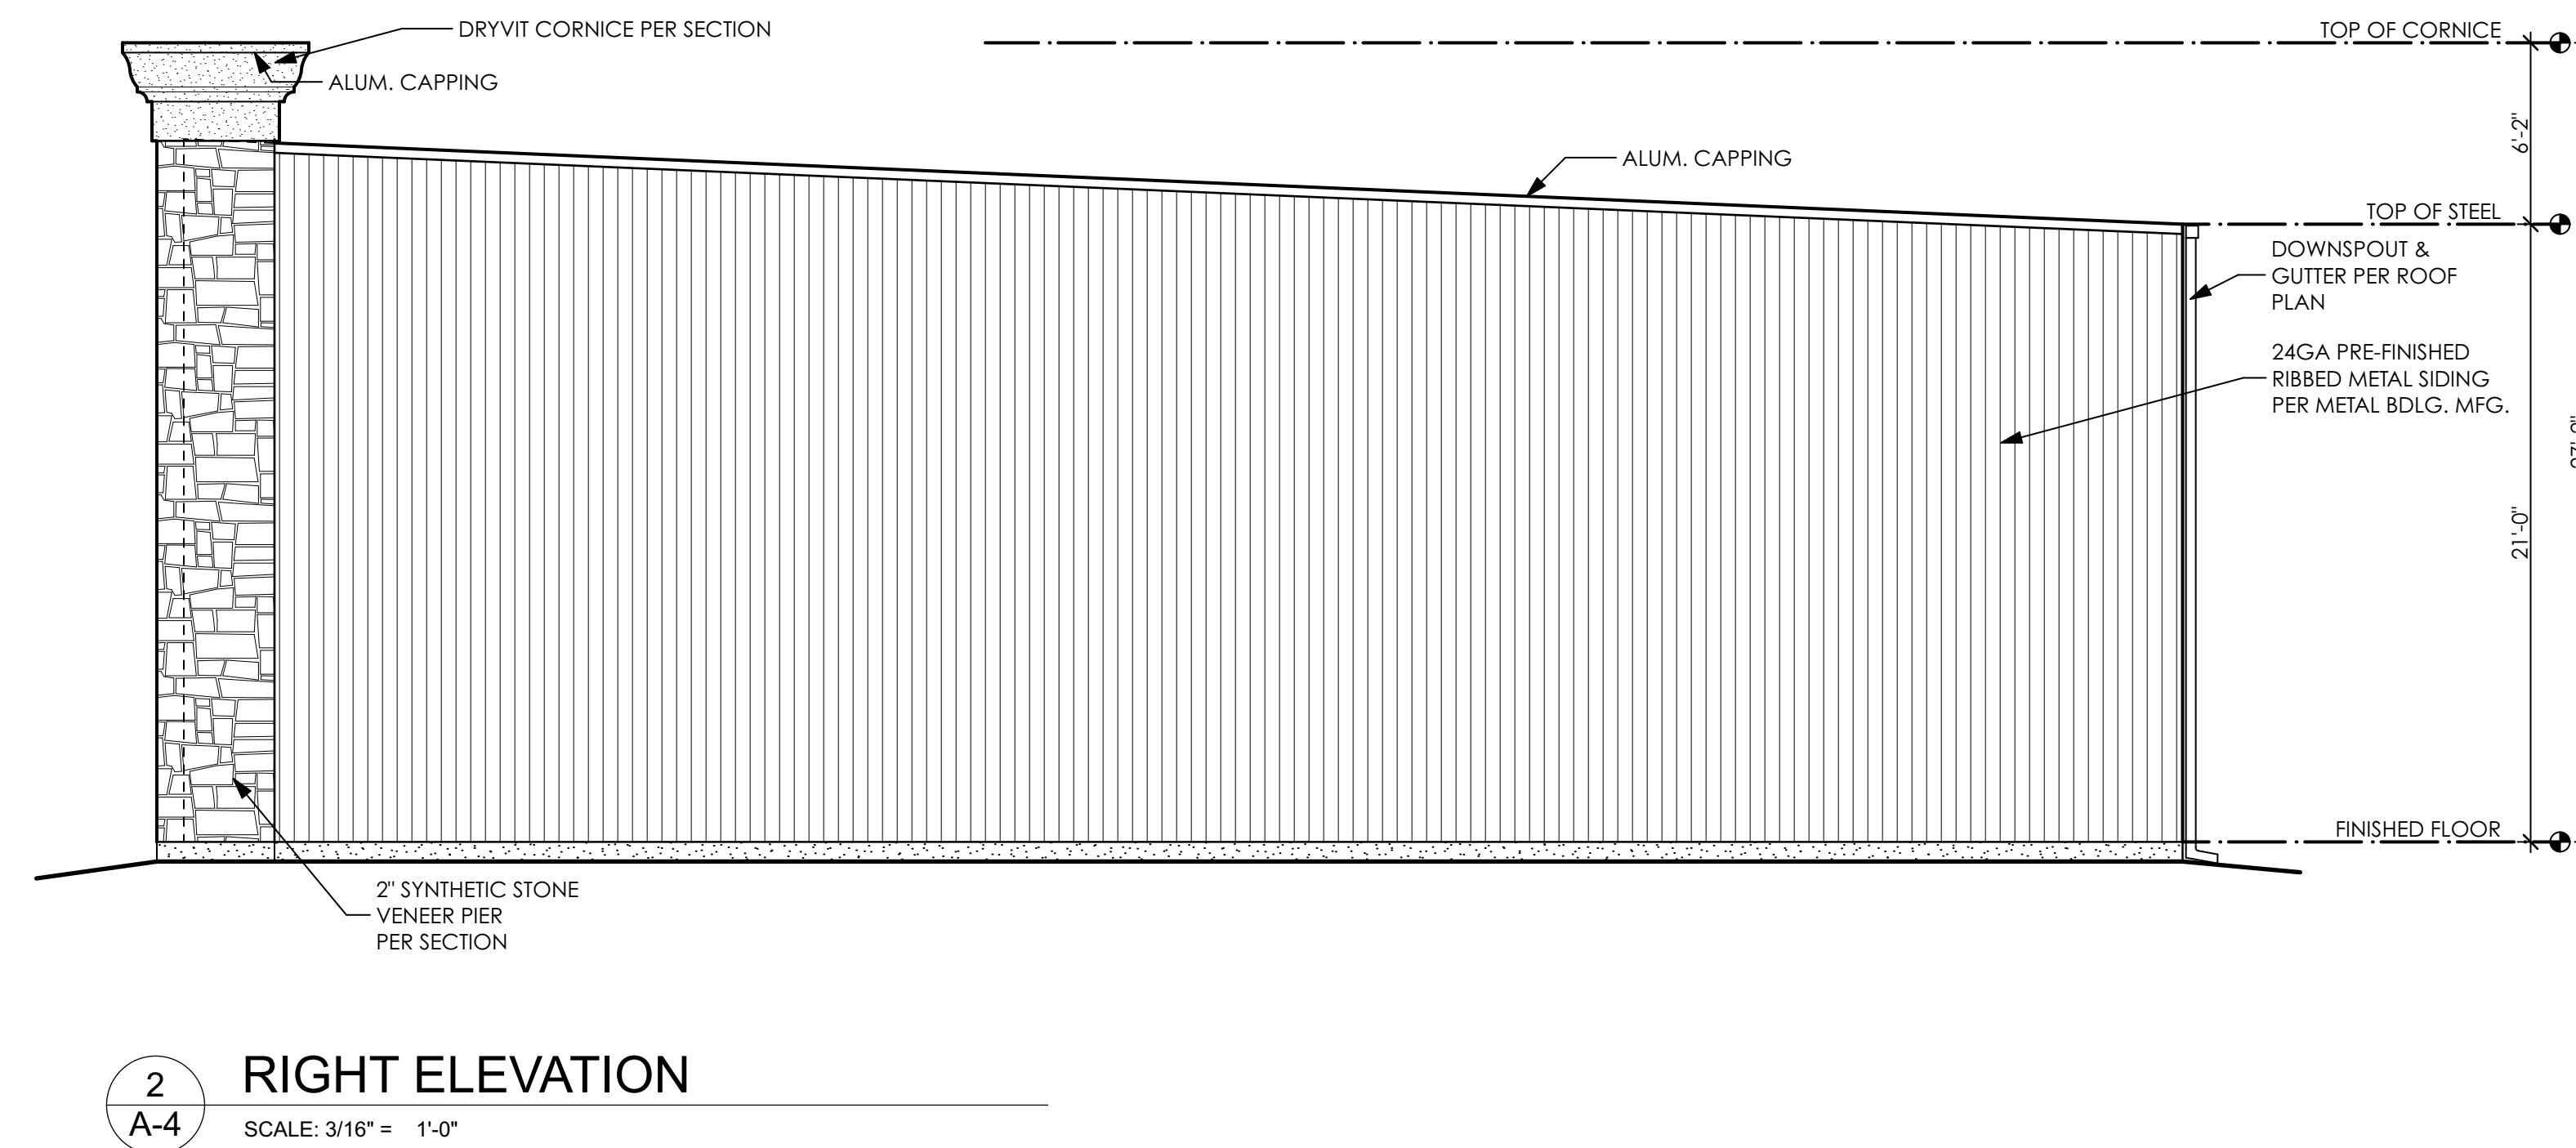 DRYVIT CORNICE PER SECTION
ALUM. CAPPING
TOP OF CORNICE
6'-2"
ALUM. CAPPING
TOP OF STEEL
DOWNSPOUT &
GUTTER PER ROOF
PLAN
24GA PRE-FINISHED
RIBBED METAL SIDING
PER METAL BDLG. MFG.
21'-0"
FINISHED FLOOR
2" SYNTHETIC STONE
VENEER PIER
PER SECTION
2
A-4
RIGHT ELEVATION
SCALE: 3/16" = 1'-0"